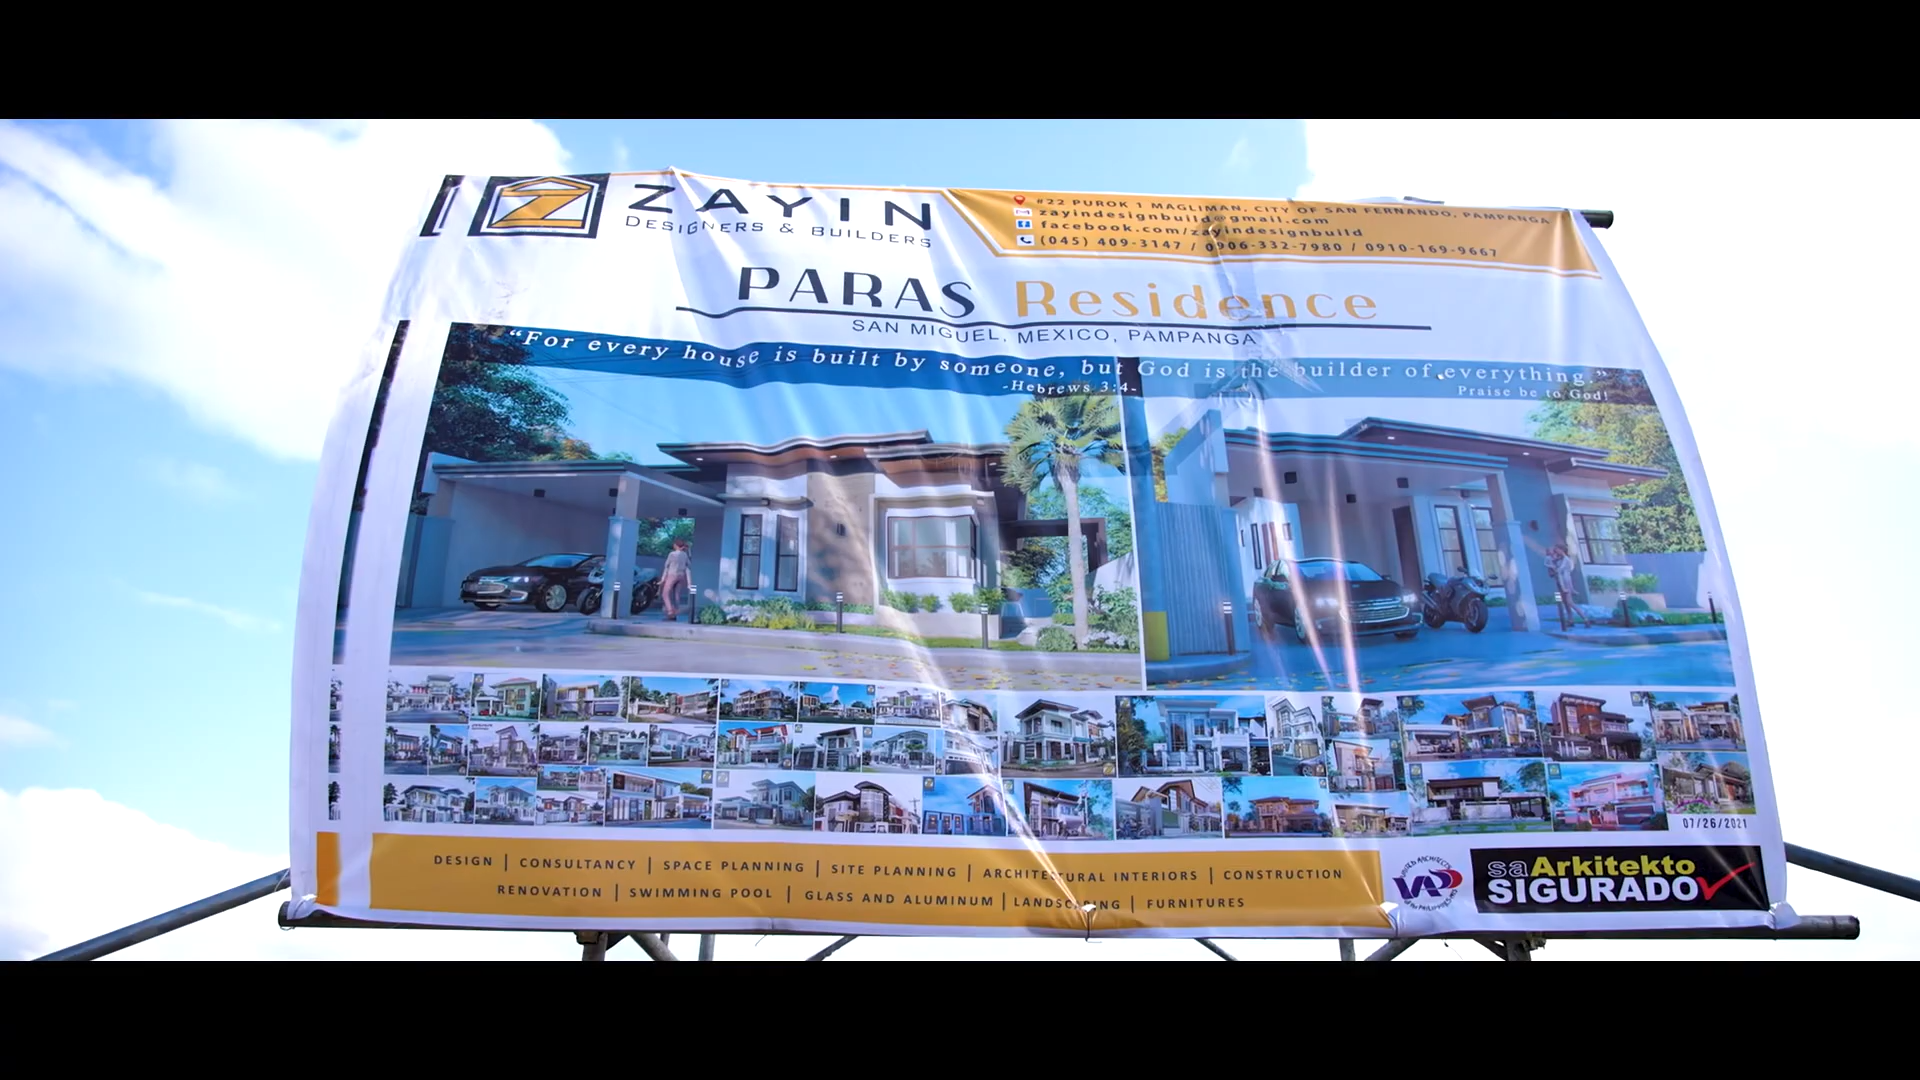 ZAYIN
DESIGNERS & BUILDERS
#22 PUROK 1 MAGLIMAN, CITY OF SAN FERNANDO, PAMPANGA
zayindesignbuild@gmail.com
facebook.com/zayindesignbuild
(045) 409-3147 / 0906-332-7980 / 0910-169-9667
PARAS Residence
SAN MIGUEL, MEXICO, PAMPANGA
“For every house is built by someone, but God is the builder of everything.”
-Hebrews 3:4-
Praise be to God!
07/26/2021
DESIGN | CONSULTANCY | SPACE PLANNING | SITE PLANNING | ARCHITECTURAL INTERIORS | CONSTRUCTION
RENOVATION | SWIMMING POOL | GLASS AND ALUMINUM | LANDSCAPING | FURNITURES
UAP
saArkitekto
SIGURADO